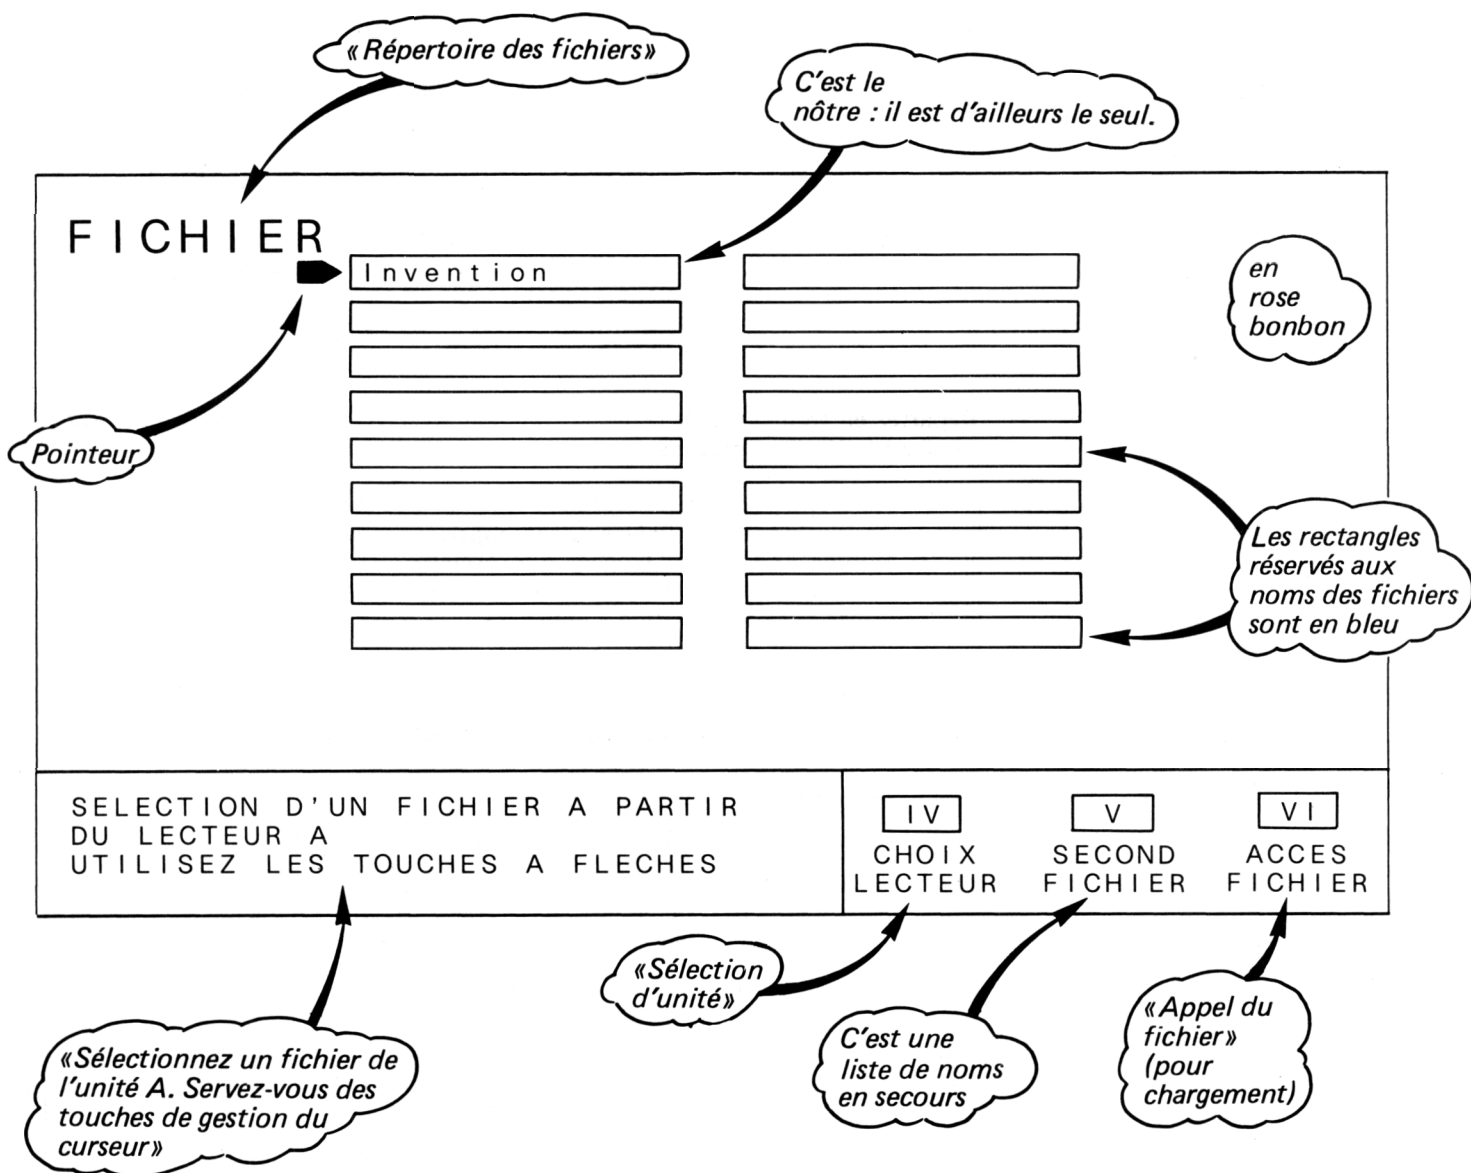 «Répertoire des fichiers»
C'est le
nôtre : il est d'ailleurs le seul.
FICHIER
Invention
en
rose
bonbon
Pointeur
Les rectangles
réservés aux
noms des fichiers
sont en bleu
SELECTION D'UN FICHIER A PARTIR
DU LECTEUR A
UTILISEZ LES TOUCHES A FLECHES
IV
CHOIX
LECTEUR
V
SECOND
FICHIER
VI
ACCES
FICHIER
«Sélection
d'unité»
«Sélectionnez un fichier de
l'unité A. Servez-vous des
touches de gestion du
curseur»
C'est une
liste de noms
en secours
«Appel du
fichier»
(pour
chargement)